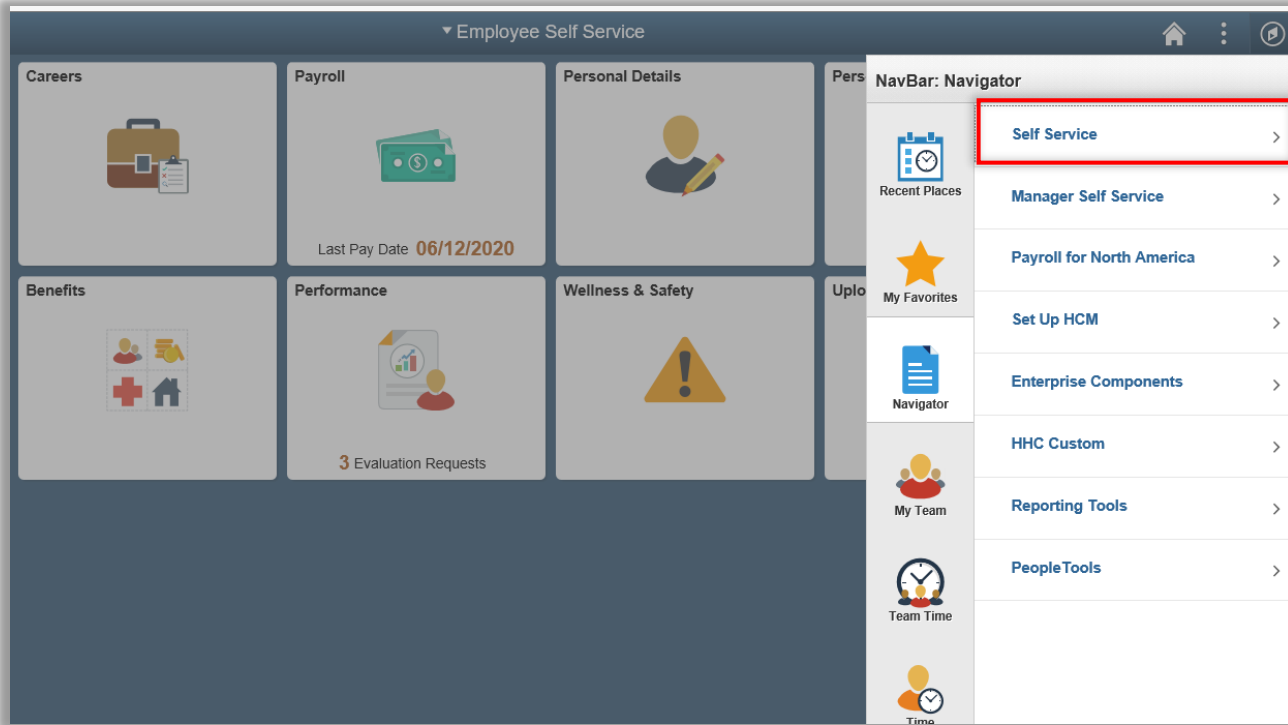 Employee Self Service
Careers
Payroll
Last Pay Date 06/12/2020
Personal Details
Pers
Benefits
Performance
3 Evaluation Requests
Wellness & Safety
Uplo
NavBar: Navigator
Recent Places
My Favorites
Navigator
My Team
Team Time
Time
Self Service
Manager Self Service
Payroll for North America
Set Up HCM
Enterprise Components
HHC Custom
Reporting Tools
PeopleTools